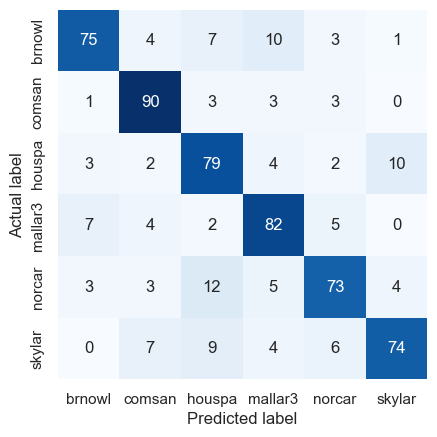 brnowl 75 4 7 10 3 1
comsan 1 90 3 3 3 0
houspa 3 2 79 4 2 10
mallar3 7 4 2 82 5 0
norcar 3 3 12 5 73 4
skylar 0 7 9 4 6 74
brnowl comsan houspa mallar3 norcar skylar
Predicted label
Actual label